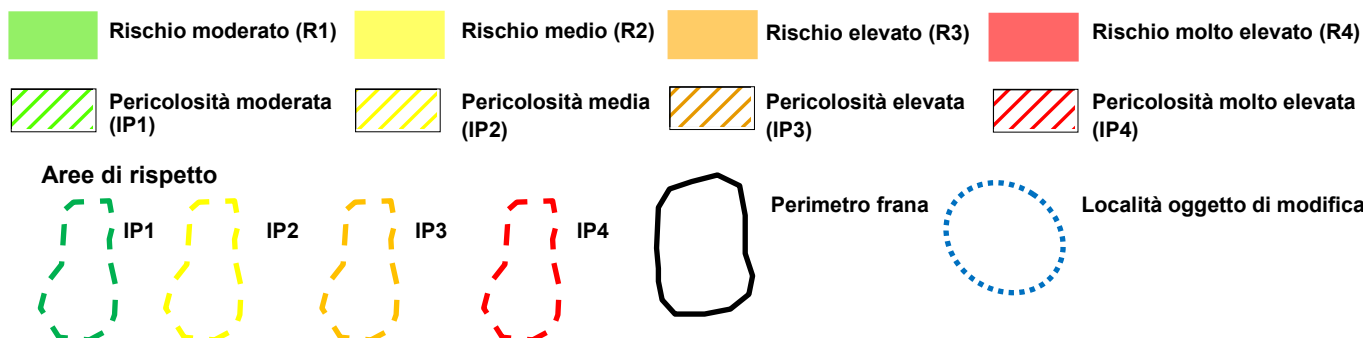 Rischio moderato (R1)
Rischio medio (R2)
Rischio elevato (R3)
Rischio molto elevato (R4)
Pericolosità moderata
(IP1)
Pericolosità media
(IP2)
Pericolosità elevata
(IP3)
Pericolosità molto elevata
(IP4)
Aree di rispetto
IP1
IP2
IP3
IP4
Perimetro frana
Località oggetto di modifica